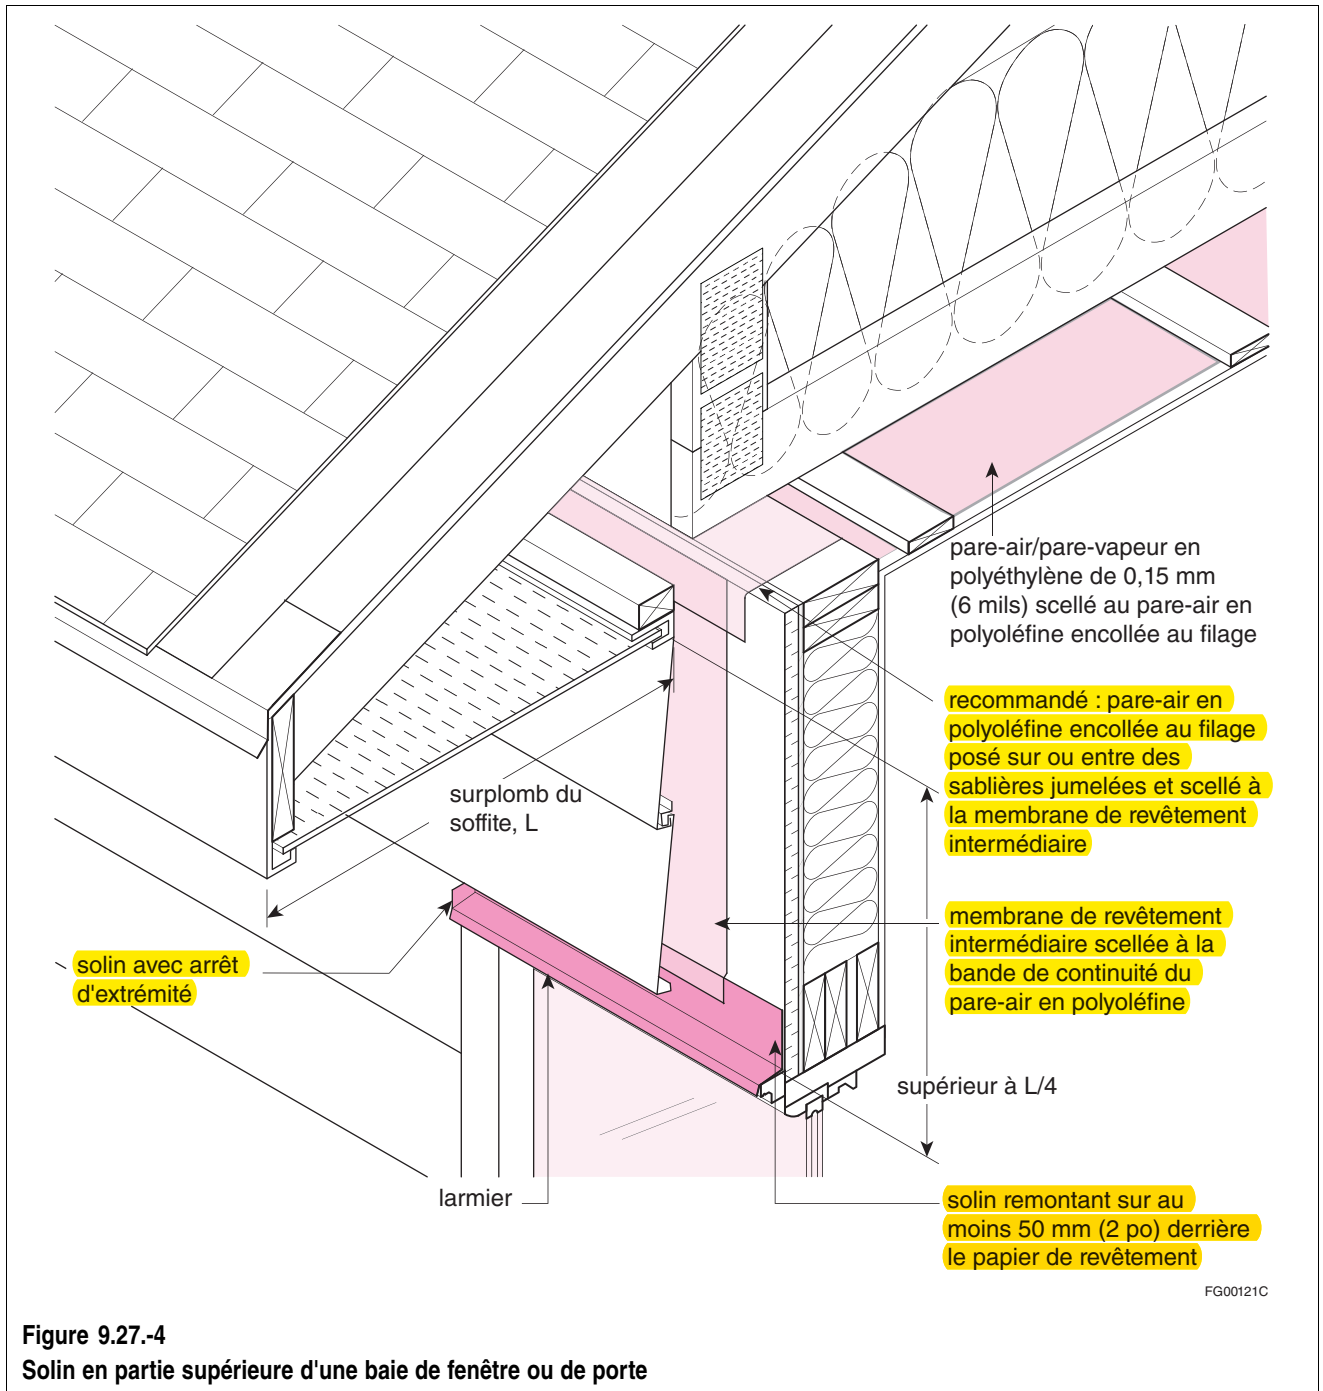 pare-air/pare-vapeur en
polyéthylène de 0,15 mm
(6 mils) scellé au pare-air en
polyoléfine encollée au filage
recommandé : pare-air en
polyoléfine encollée au filage
posé sur ou entre des
sablières jumelées et scellé à
la membrane de revêtement
intermédiaire
surplomb du
soffite, L
membrane de revêtement
intermédiaire scellée à la
bande de continuité du
pare-air en polyoléfine
solin avec arrêt
d'extrémité
supérieur à L/4
larmier
solin remontant sur au
moins 50 mm (2 po) derrière
le papier de revêtement
FG00121C
Figure 9.27.-4
Solin en partie supérieure d'une baie de fenêtre ou de porte